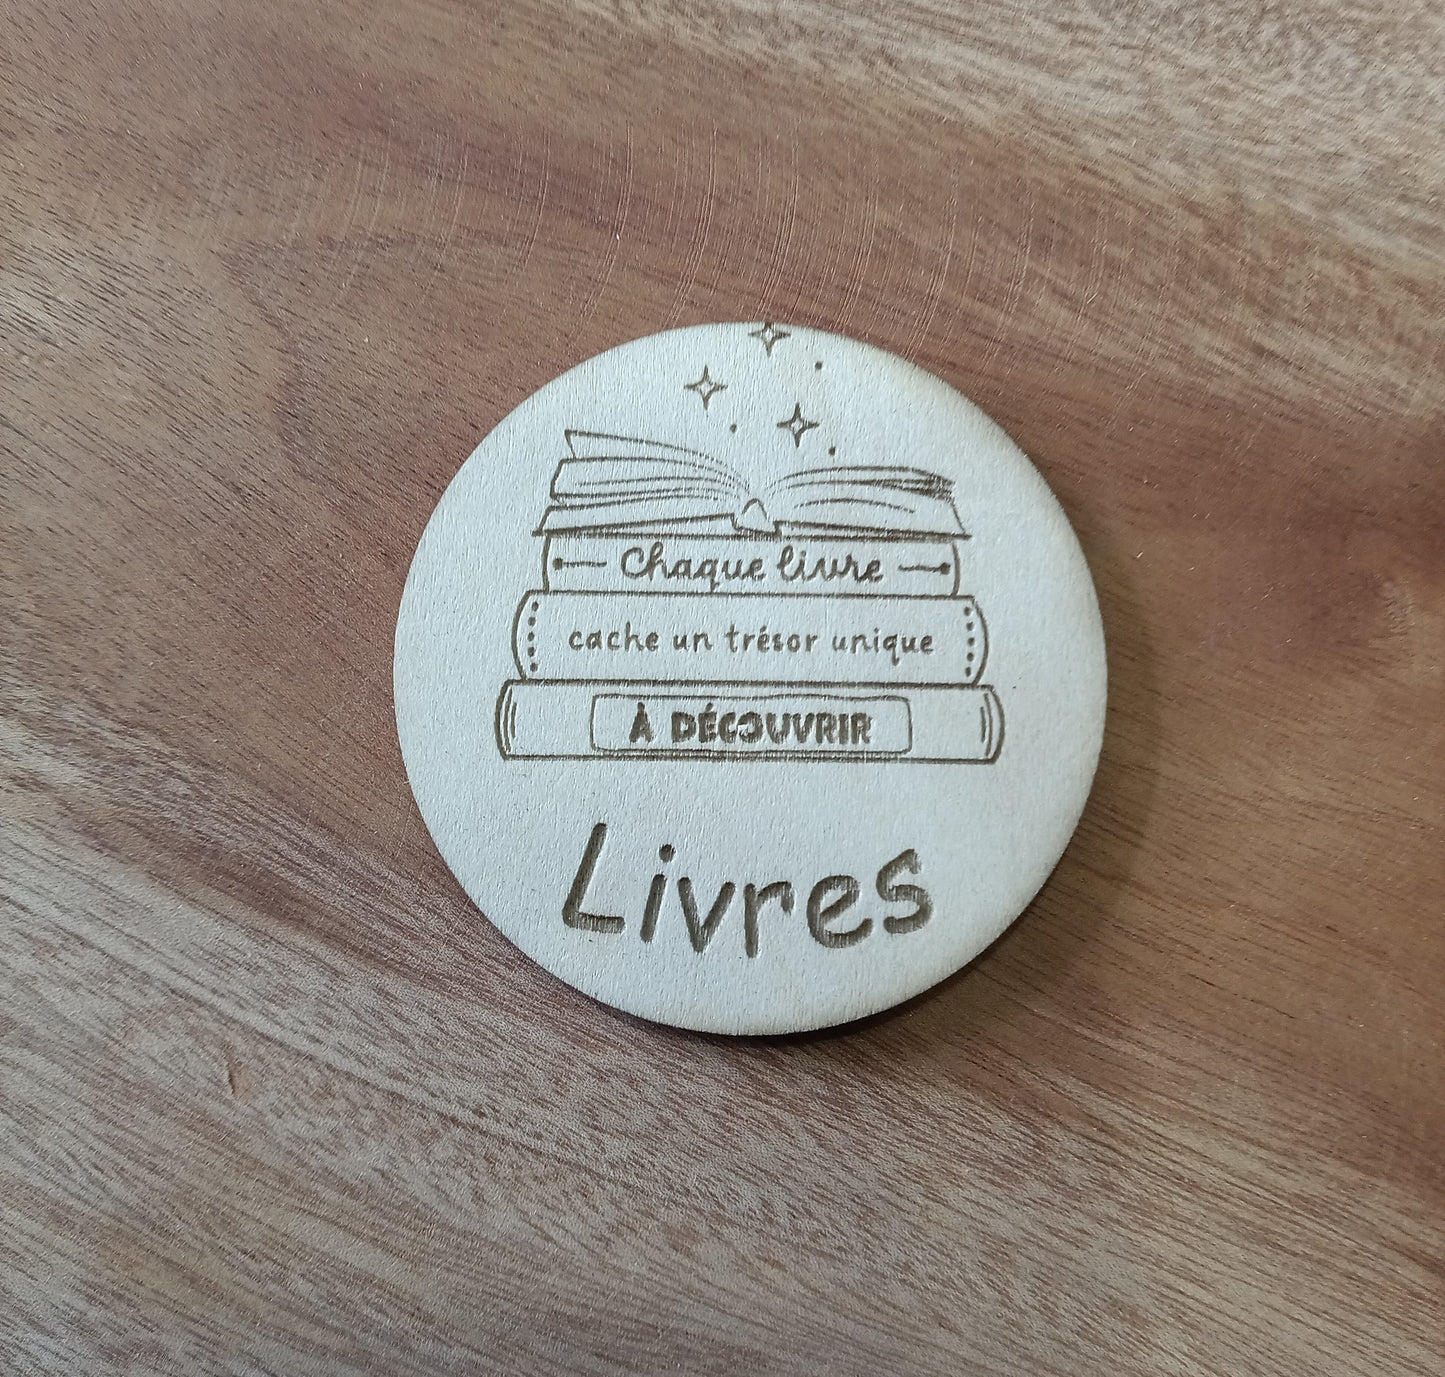 Chaque livre
cache un trésor unique
À DÉCOUVRIR
Livres